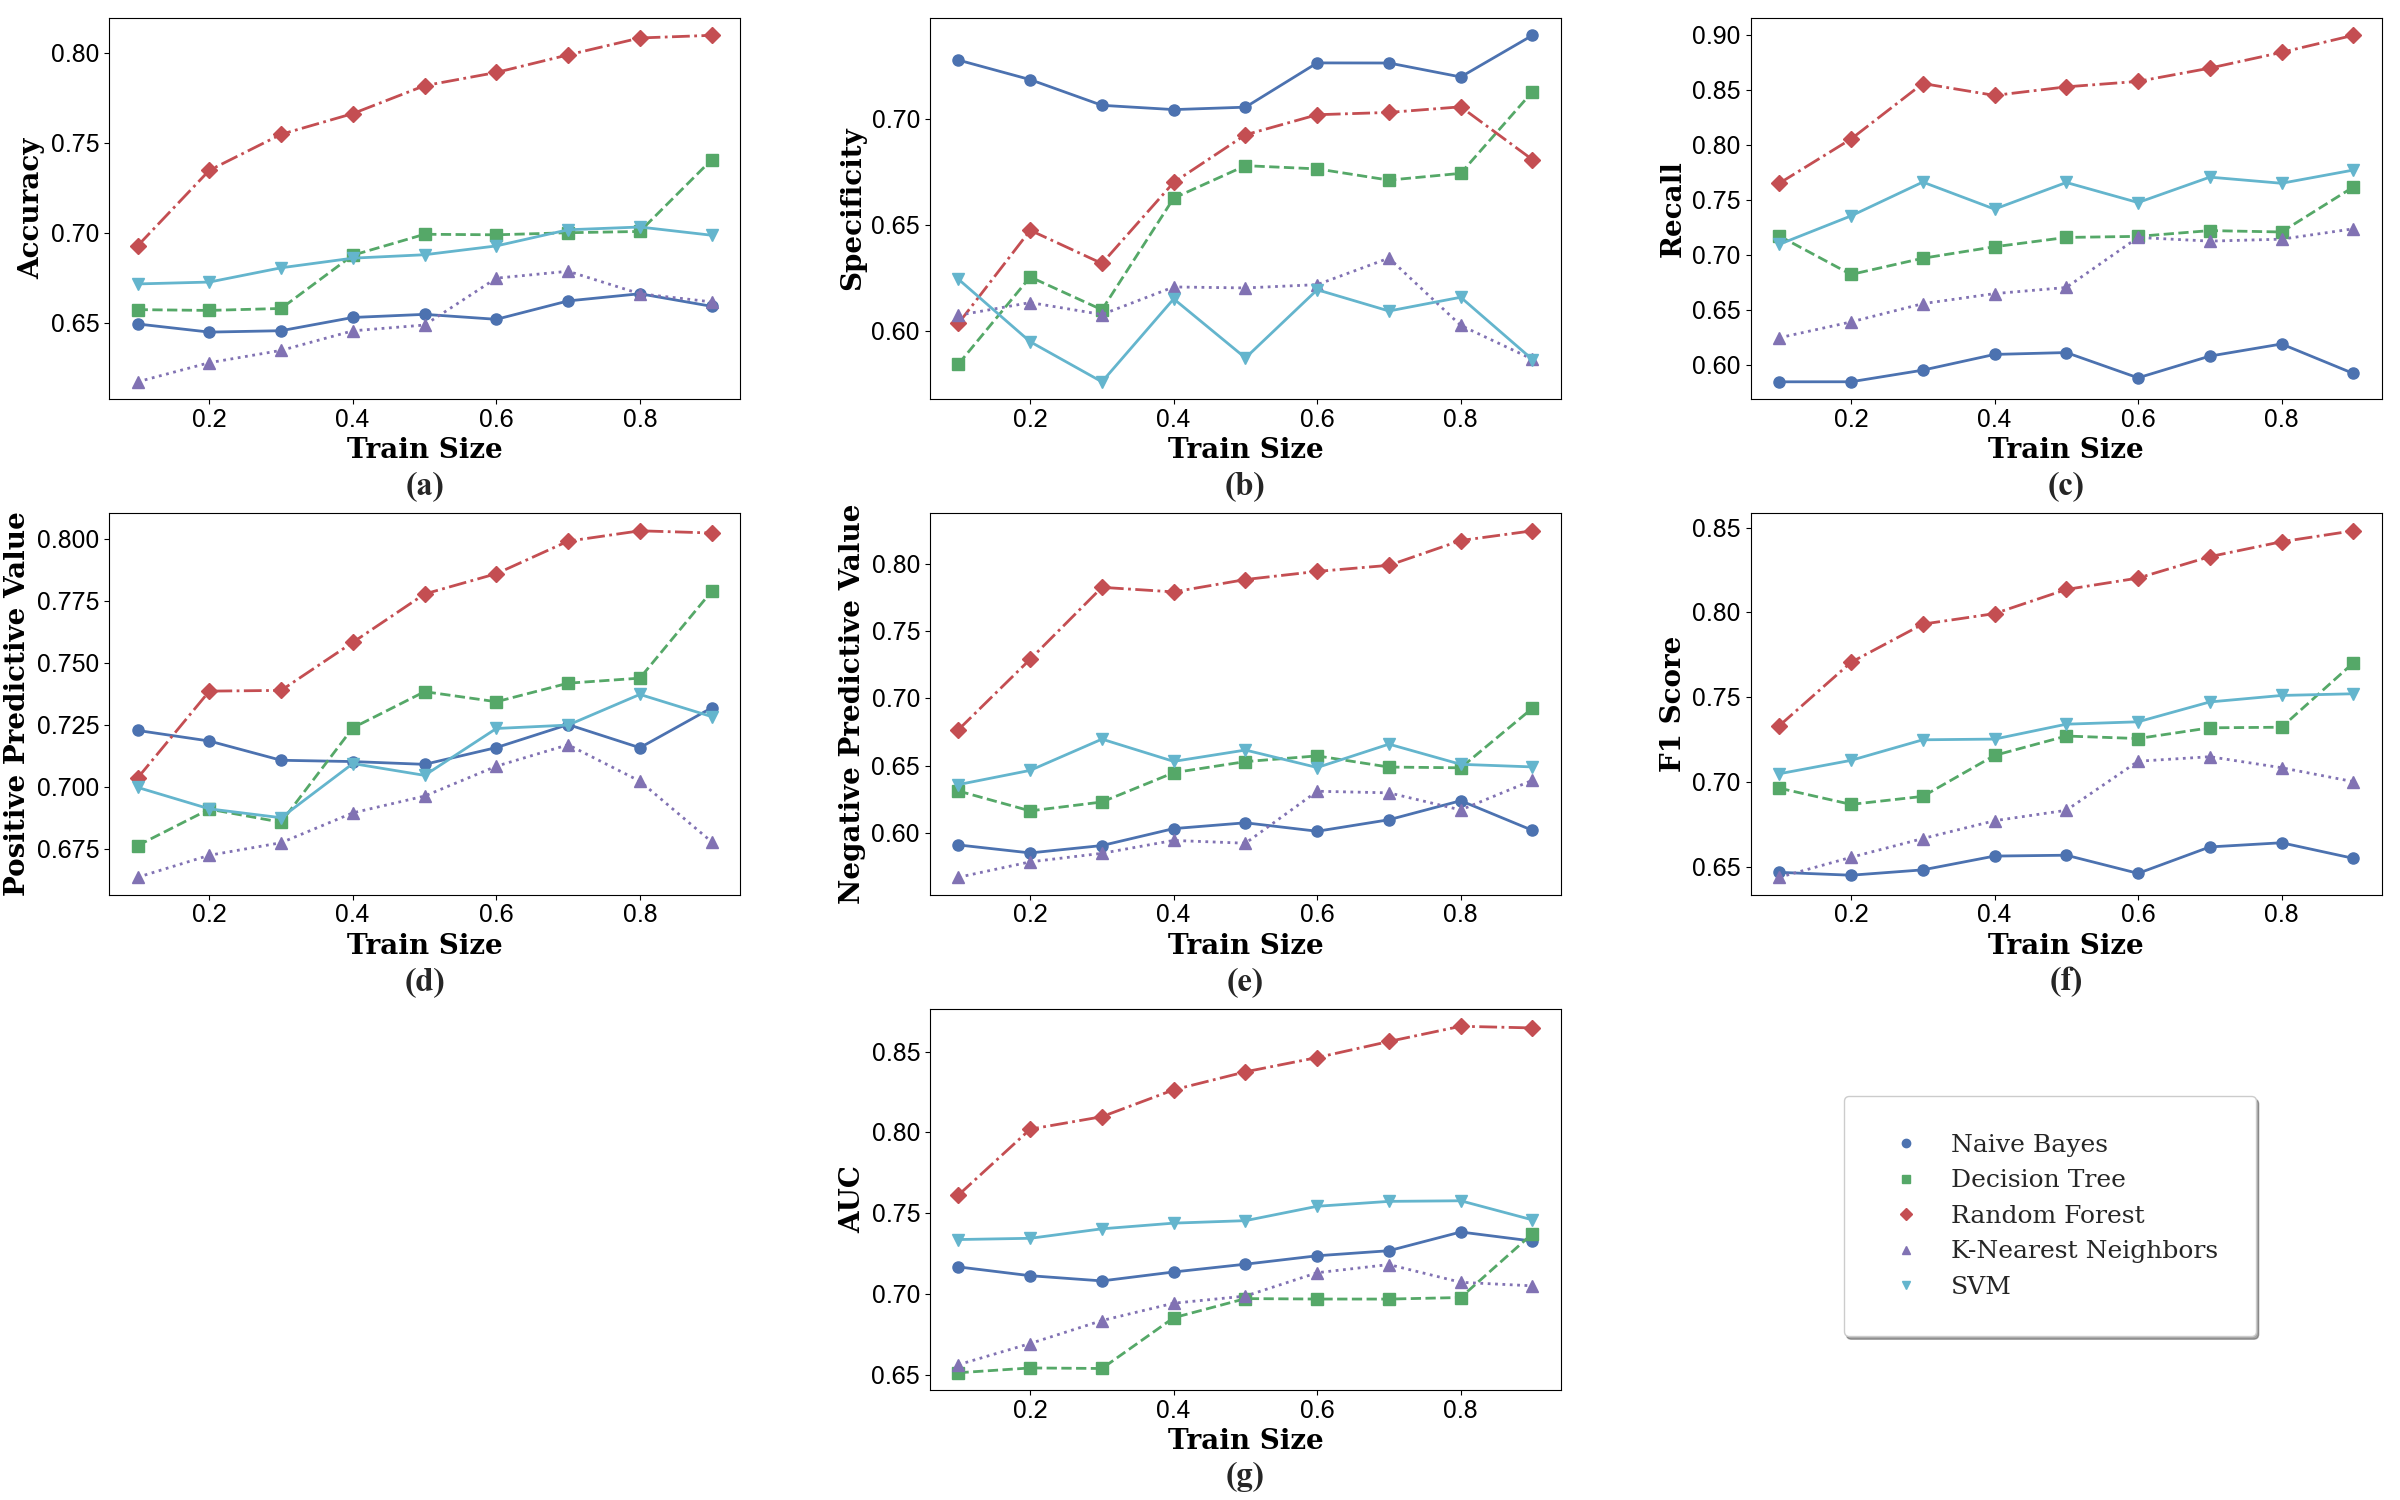 Accuracy
0.80
0.75
0.70
0.65
0.2 0.4 0.6 0.8
Train Size
(a)
Specificity
0.70
0.65
0.60
0.2 0.4 0.6 0.8
Train Size
(b)
Recall
0.90
0.85
0.80
0.75
0.70
0.65
0.60
0.2 0.4 0.6 0.8
Train Size
(c)
Positive Predictive Value
0.800
0.775
0.750
0.725
0.700
0.675
0.2 0.4 0.6 0.8
Train Size
(d)
Negative Predictive Value
0.80
0.75
0.70
0.65
0.60
0.2 0.4 0.6 0.8
Train Size
(e)
F1 Score
0.85
0.80
0.75
0.70
0.65
0.2 0.4 0.6 0.8
Train Size
(f)
AUC
0.85
0.80
0.75
0.70
0.65
0.2 0.4 0.6 0.8
Train Size
(g)
Naive Bayes
Decision Tree
Random Forest
K-Nearest Neighbors
SVM